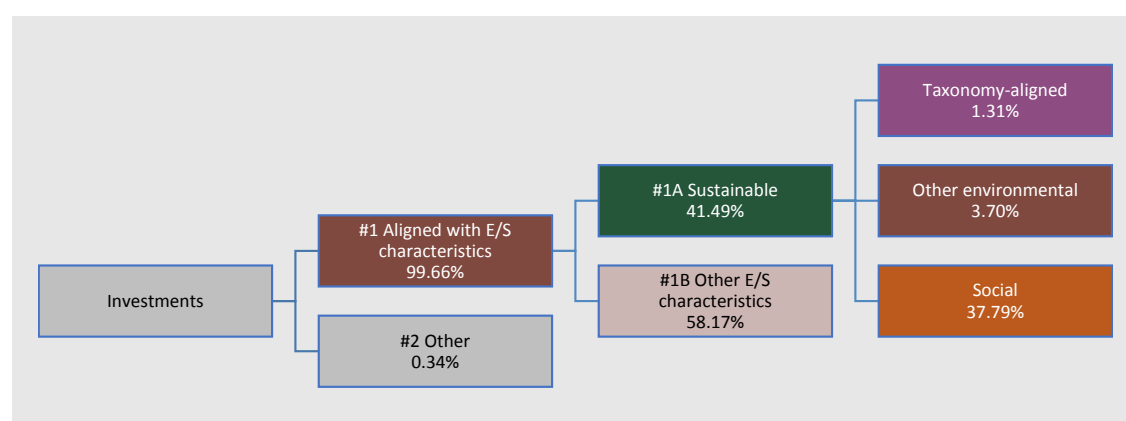 Investments
#1 Aligned with E/S
characteristics
99.66%
#2 Other
0.34%
#1A Sustainable
41.49%
#1B Other E/S
characteristics
58.17%
Taxonomy-aligned
1.31%
Other environmental
3.70%
Social
37.79%